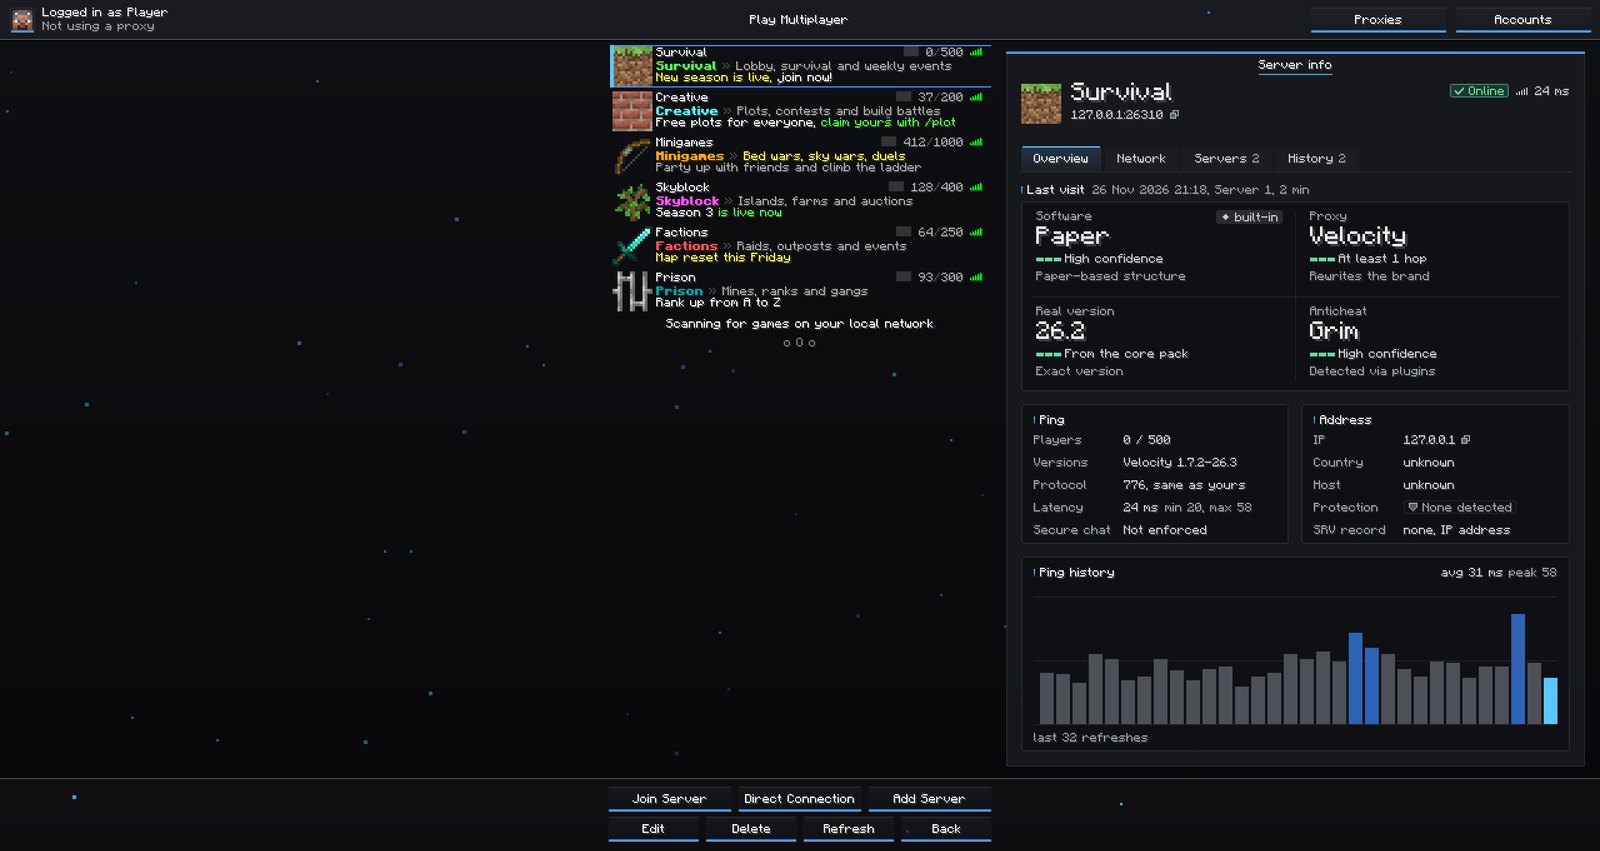 Logged in as Player
Not using a proxy
Play Multiplayer
Proxies
Accounts
Survival 0/500
Survival » Lobby, survival and weekly events
New season is live, join now!
Creative 37/200
Creative » Plots, contests and build battles
Free plots for everyone, claim yours with /plot
Minigames 412/1000
Minigames » Bed wars, sky wars, duels
Party up with friends and climb the ladder
Skyblock 128/400
Skyblock » Islands, farms and auctions
Season 3 is live now
Factions 64/250
Factions » Raids, outposts and events
Map reset this Friday
Prison 93/300
Prison » Mines, ranks and gangs
Rank up from A to Z
Scanning for games on your local network
o O o
Server info
Survival
127.0.0.1:26310
Online 24 ms
Overview Network Servers 2 History 2
Last visit 26 Nov 2026 21:18, Server 1, 2 min
Software built-in
Paper
High confidence
Paper-based structure
Proxy
Velocity
At least 1 hop
Rewrites the brand
Real version
26.2
From the core pack
Exact version
Anticheat
Grim
High confidence
Detected via plugins
Ping
Players 0 / 500
Versions Velocity 1.7.2-26.3
Protocol 776, same as yours
Latency 24 ms min 20, max 58
Secure chat Not enforced
Address
IP 127.0.0.1
Country unknown
Host unknown
Protection None detected
SRV record none, IP address
Ping history avg 31 ms peak 58
last 32 refreshes
Join Server Direct Connection Add Server
Edit Delete Refresh Back